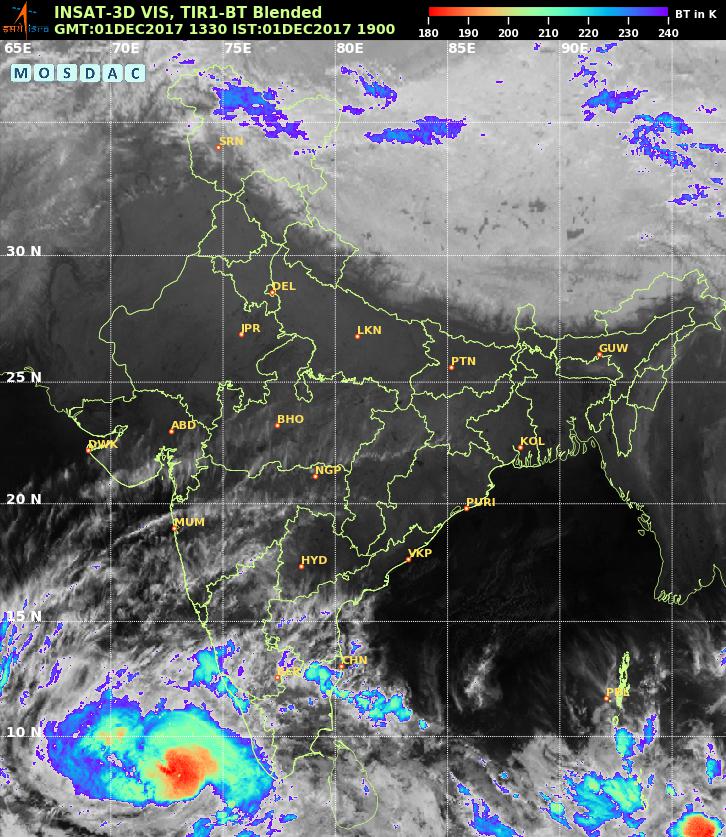 INSAT-3D VIS, TIR1-BT Blended
GMT:01DEC2017 1330 IST:01DEC2017 1900
BT in K
180 190 200 210 220 230 240
65E 70E 75E 80E 85E 90E
MOSDAC
SRN
30 N
DEL
JPR LKN
GUW
PTN
25 N
ABD BHO
DWK KOL
NGP
20 N
PURI
MUM
VKP
HYD
15 N
CHN
10 N